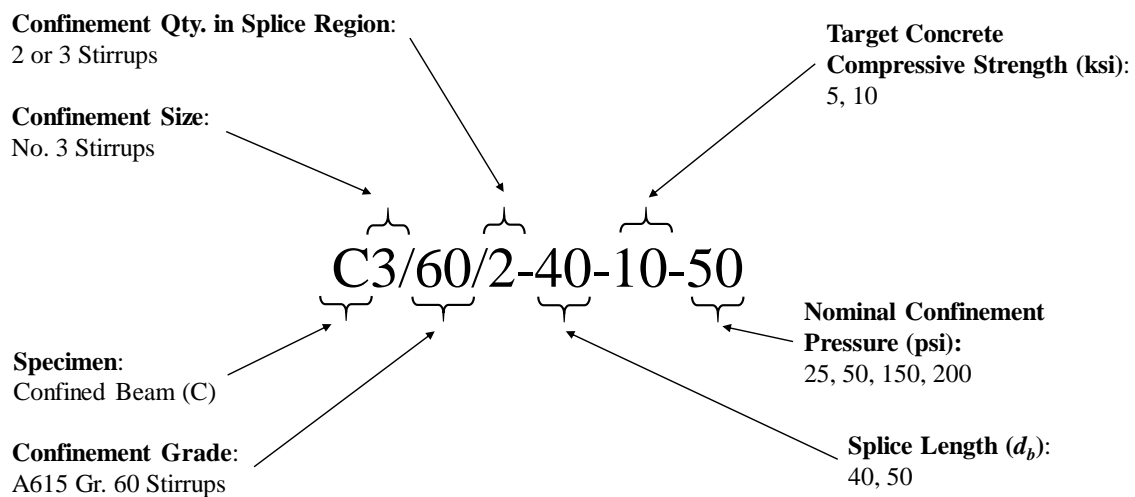 Confinement Qty. in Splice Region:
2 or 3 Stirrups
Target Concrete
Compressive Strength (ksi):
5, 10
Confinement Size:
No. 3 Stirrups
C3/60/2-40-10-50
Nominal Confinement
Pressure (psi):
25, 50, 150, 200
Specimen:
Confined Beam (C)
Splice Length (d_b):
40, 50
Confinement Grade:
A615 Gr. 60 Stirrups